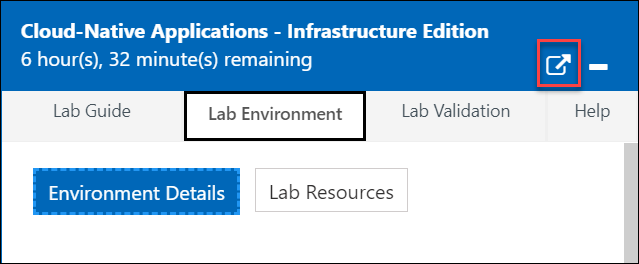 Cloud-Native Applications - Infrastructure Edition
6 hour(s), 32 minute(s) remaining
Lab Guide
Lab Environment
Lab Validation
Help
Environment Details
Lab Resources